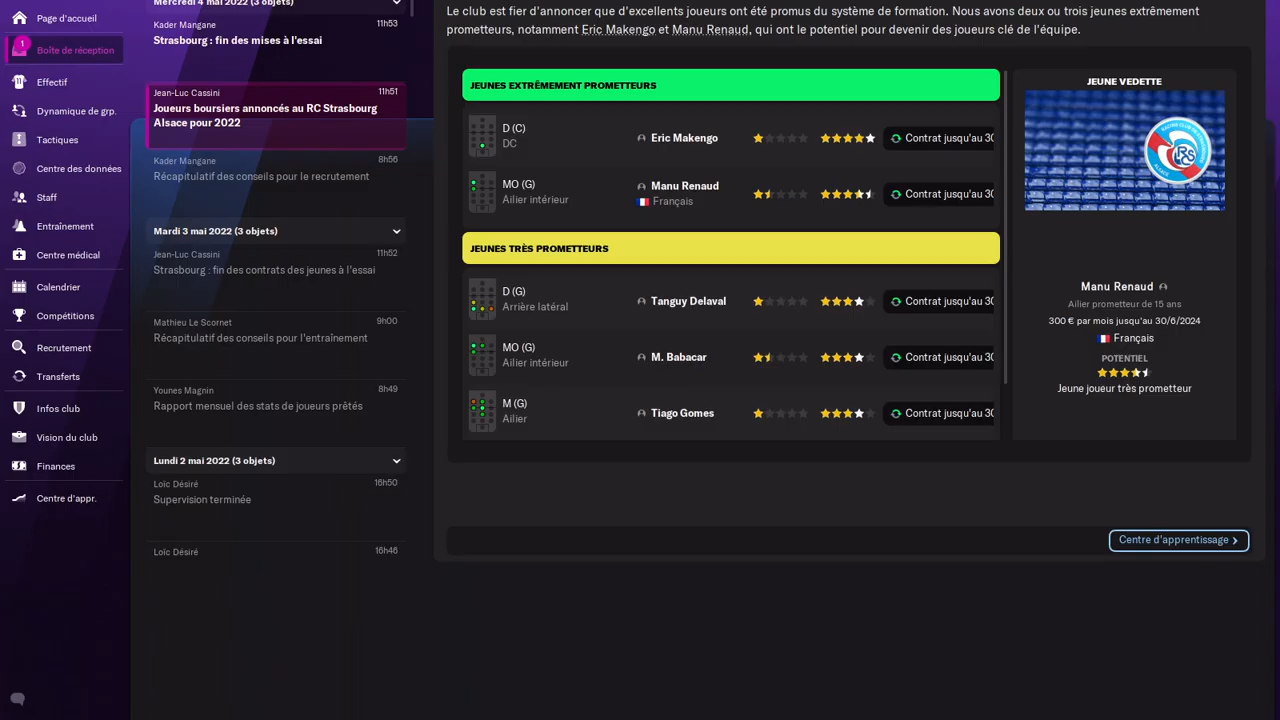 Page d'accueil
1
Boîte de réception
Effectif
Dynamique de grp.
Tactiques
Centre des données
Staff
Entraînement
Centre médical
Calendrier
Compétitions
Recrutement
Transferts
Infos club
Vision du club
Finances
Centre d'appr.
Mercredi 4 mai 2022 (3 objets)
Kader Mangane 11h53
Strasbourg : fin des mises à l'essai
Jean-Luc Cassini 11h51
Joueurs boursiers annoncés au RC Strasbourg
Alsace pour 2022
Kader Mangane 8h56
Récapitulatif des conseils pour le recrutement
Mardi 3 mai 2022 (3 objets)
Jean-Luc Cassini 11h52
Strasbourg : fin des contrats des jeunes à l'essai
Mathieu Le Scornet 9h00
Récapitulatif des conseils pour l'entraînement
Younes Magnin 8h49
Rapport mensuel des stats de joueurs prêtés
Lundi 2 mai 2022 (3 objets)
Loïc Désiré 16h50
Supervision terminée
Loïc Désiré 16h46
Le club est fier d'annoncer que d'excellents joueurs ont été promus du système de formation. Nous avons deux ou trois jeunes extrêmement
prometteurs, notamment Eric Makengo et Manu Renaud, qui ont le potentiel pour devenir des joueurs clé de l'équipe.
JEUNES EXTRÊMEMENT PROMETTEURS
D (C)
DC
Eric Makengo
Contrat jusqu'au 30
MO (G)
Ailier intérieur
Manu Renaud
Français
Contrat jusqu'au 30
JEUNES TRÈS PROMETTEURS
D (G)
Arrière latéral
Tanguy Delaval
Contrat jusqu'au 30
MO (G)
Ailier intérieur
M. Babacar
Contrat jusqu'au 30
M (G)
Ailier
Tiago Gomes
Contrat jusqu'au 30
JEUNE VEDETTE
Manu Renaud
Ailier prometteur de 15 ans
300 € par mois jusqu'au 30/6/2024
Français
POTENTIEL
Jeune joueur très prometteur
Centre d'apprentissage